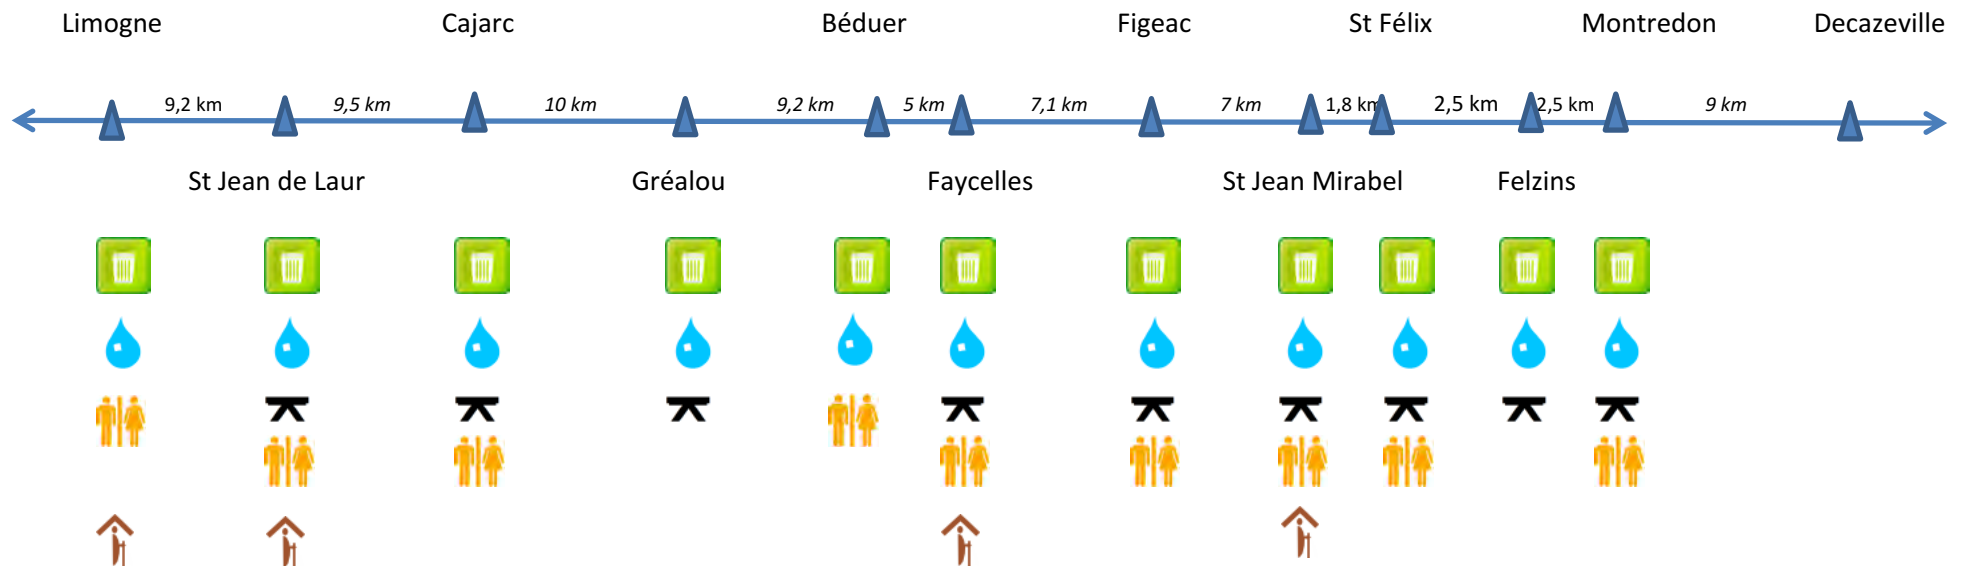 Limogne Cajarc Béduer Figeac St Félix Montredon Decazeville
9,2 km 9,5 km 10 km 9,2 km 5 km 7,1 km 7 km 1,8 km 2,5 km 2,5 km 9 km
St Jean de Laur Gréalou Faycelles St Jean Mirabel Felzins